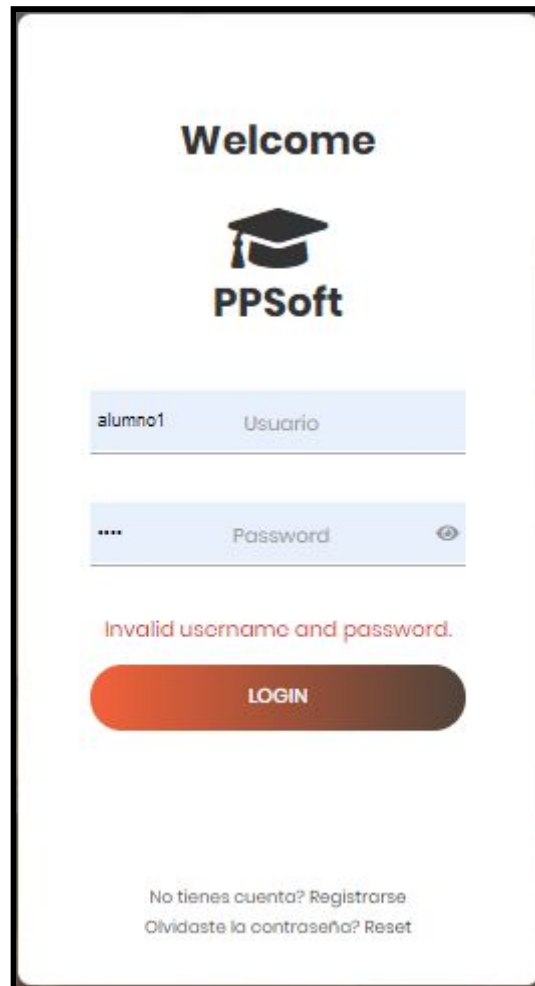 Welcome
PPSoft
alumno1 Usuario
•••• Password
Invalid username and password.
LOGIN
No tienes cuenta? Registrarse
Olvidaste la contraseña? Reset